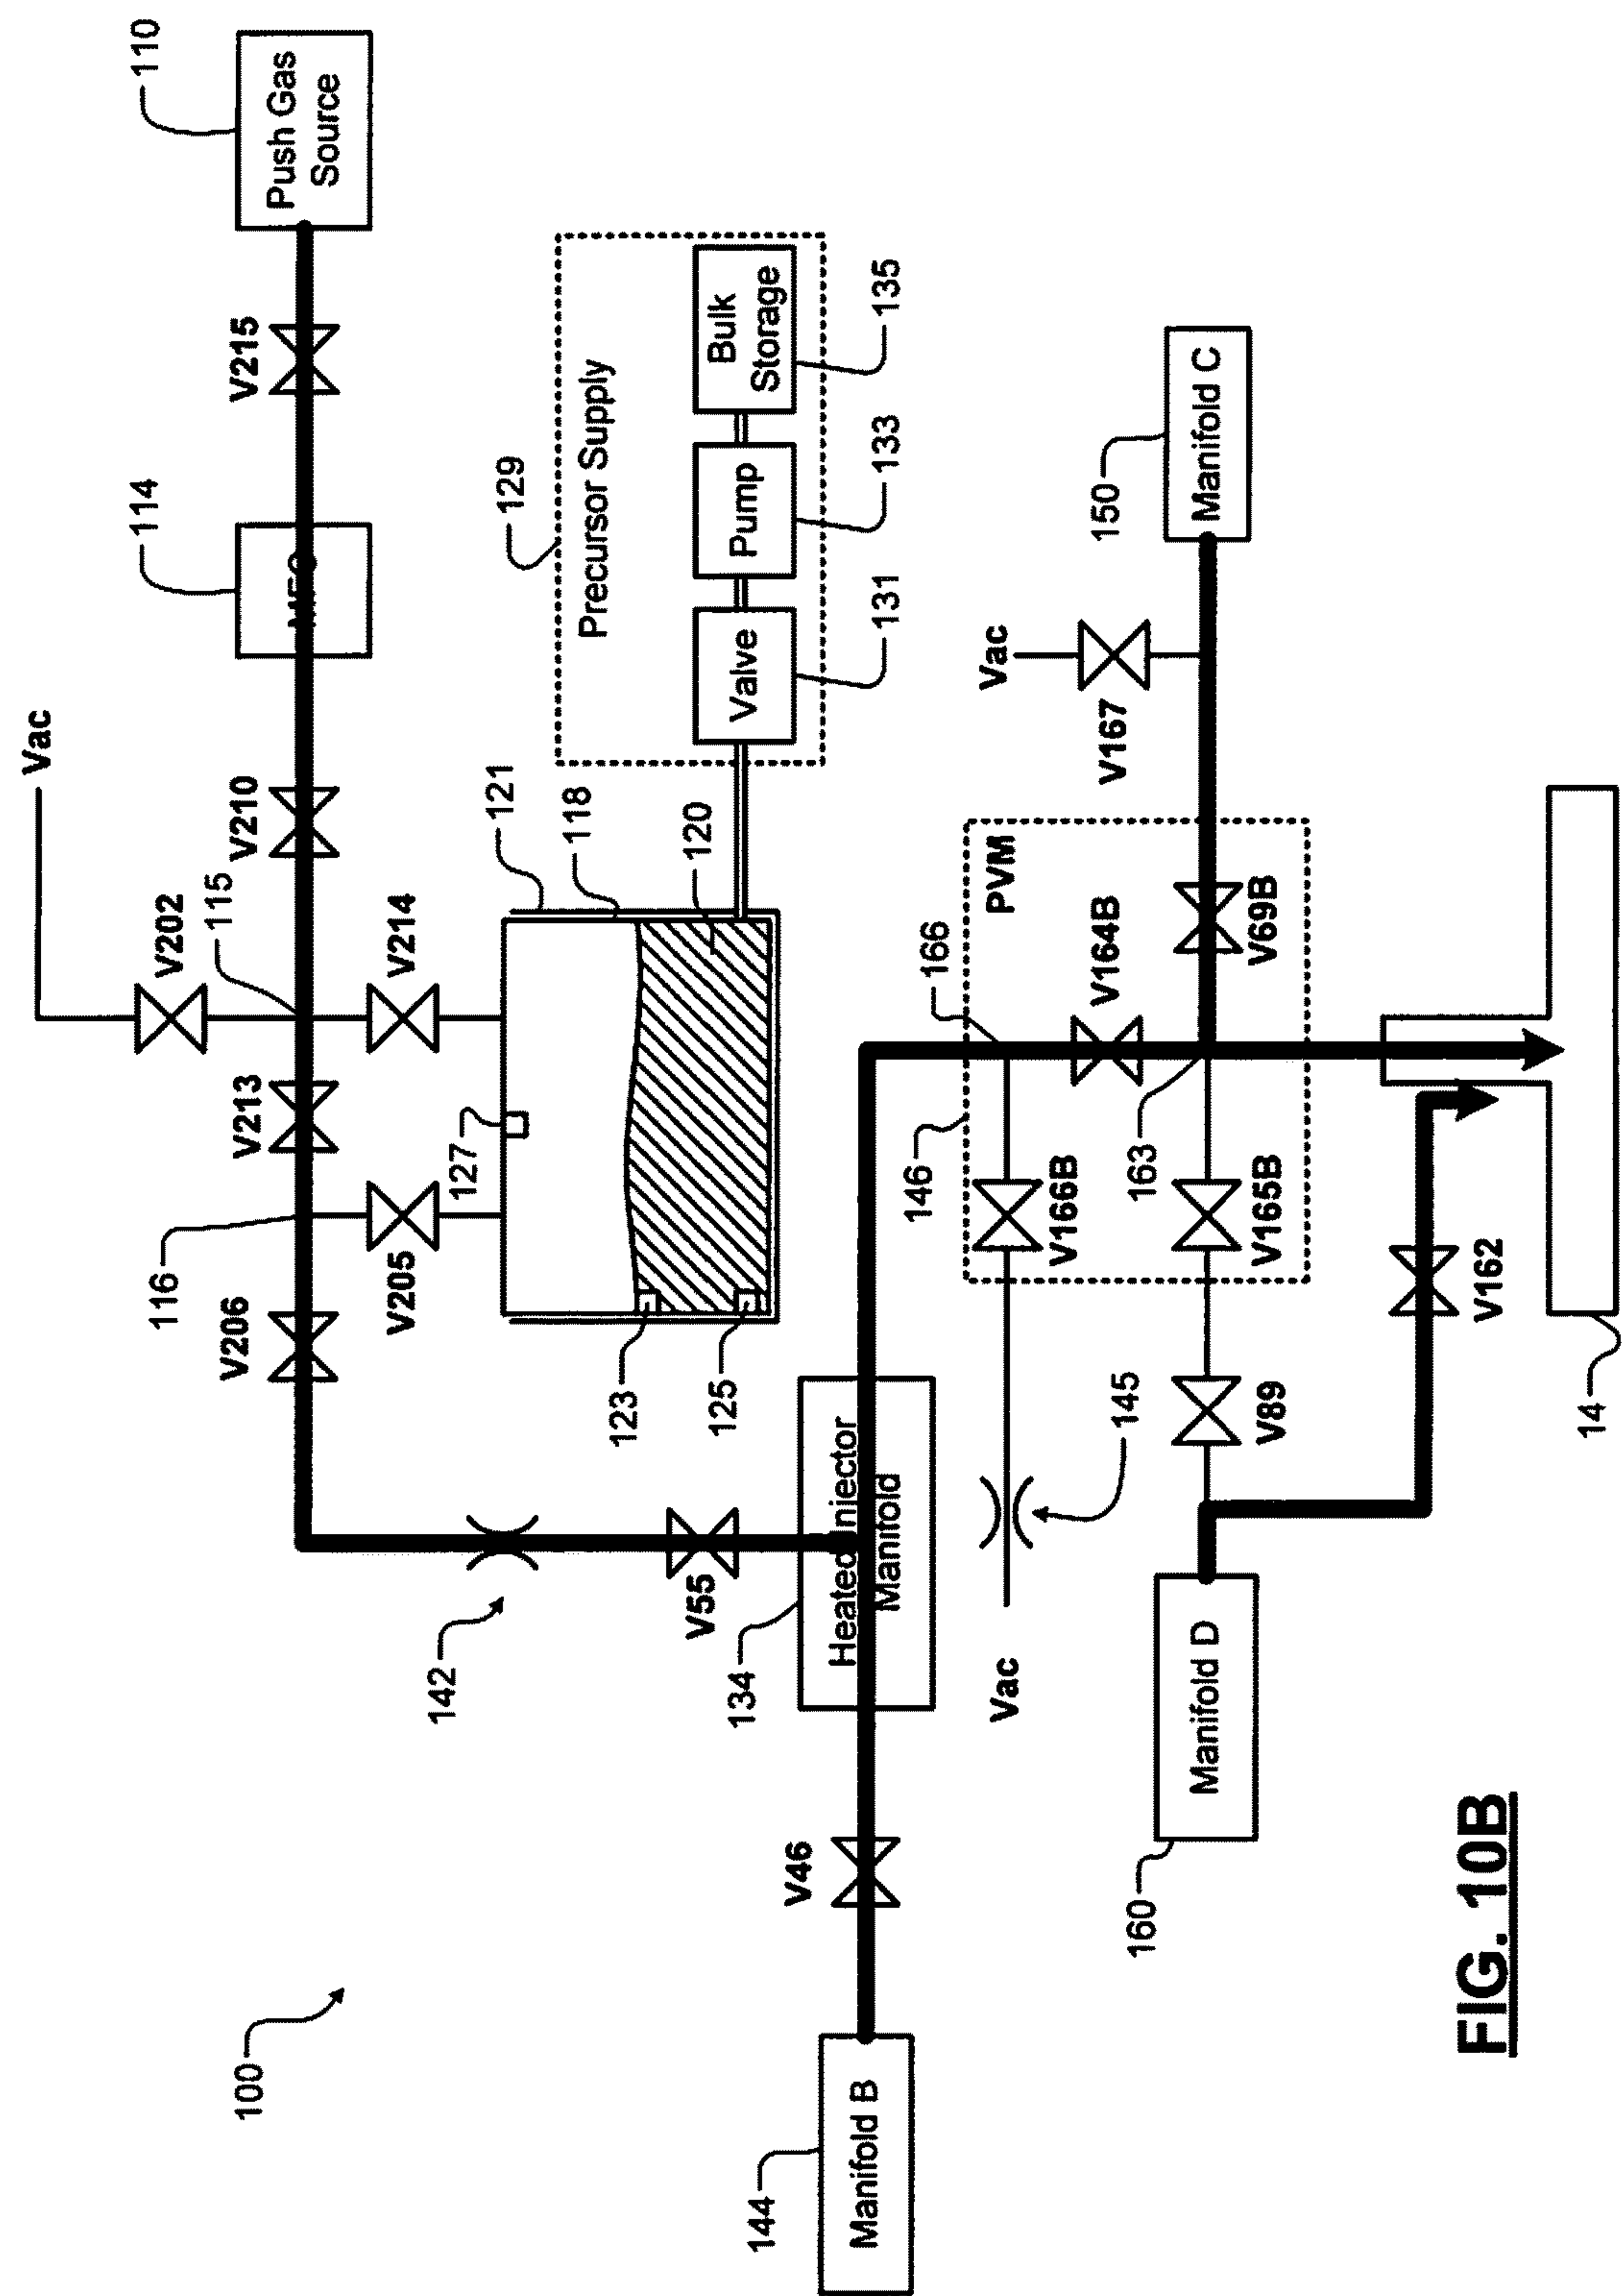 Vac
100
110
114
V202
V206
116
V213
115
V210
V215
Push Gas
Source
MFC
V205
V214
142
127
121
129
118
Precursor Supply
123
120
V55
125
Valve
Pump
Bulk
Storage
131
133
135
134
144
V46
Manifold B
Heated Injector
Manifold
146
166
PVM
Vac
Vac
V166B
V164B
145
163
V167
150
160
Manifold D
V89
V165B
V69B
Manifold C
V162
14
FIG. 10B